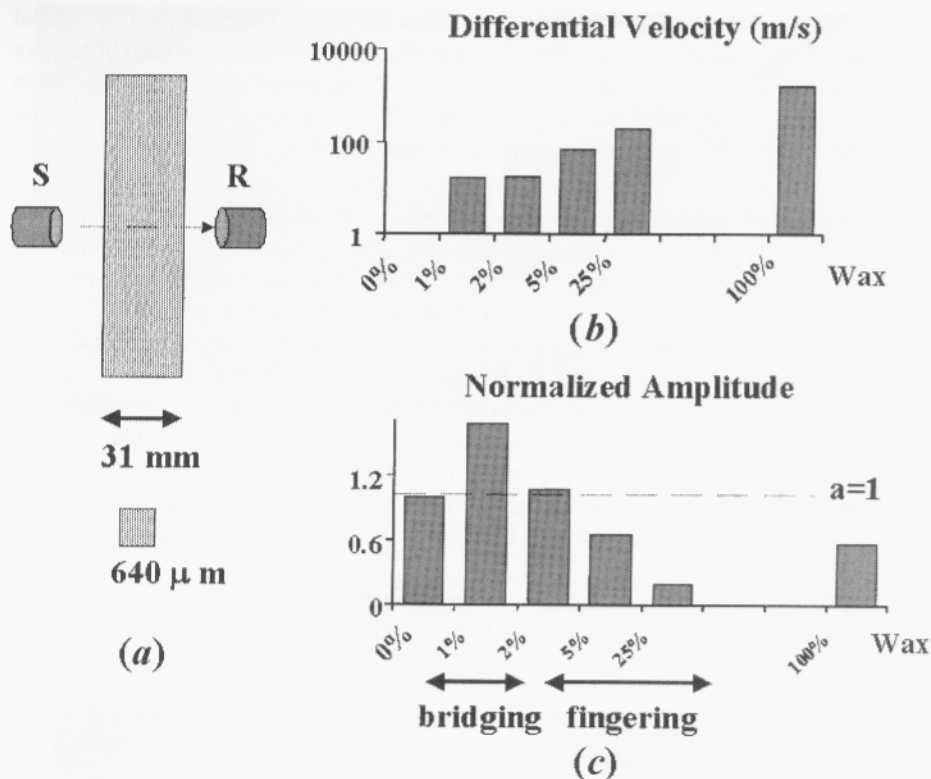 S
R
31 mm
640 μ m
(a)
Differential Velocity (m/s)
10000
100
1
0%
1%
2%
5%
25%
100%
Wax
(b)
Normalized Amplitude
1.2
0.6
0
a=1
0%
1%
2%
5%
25%
100%
Wax
bridging
fingering
(c)